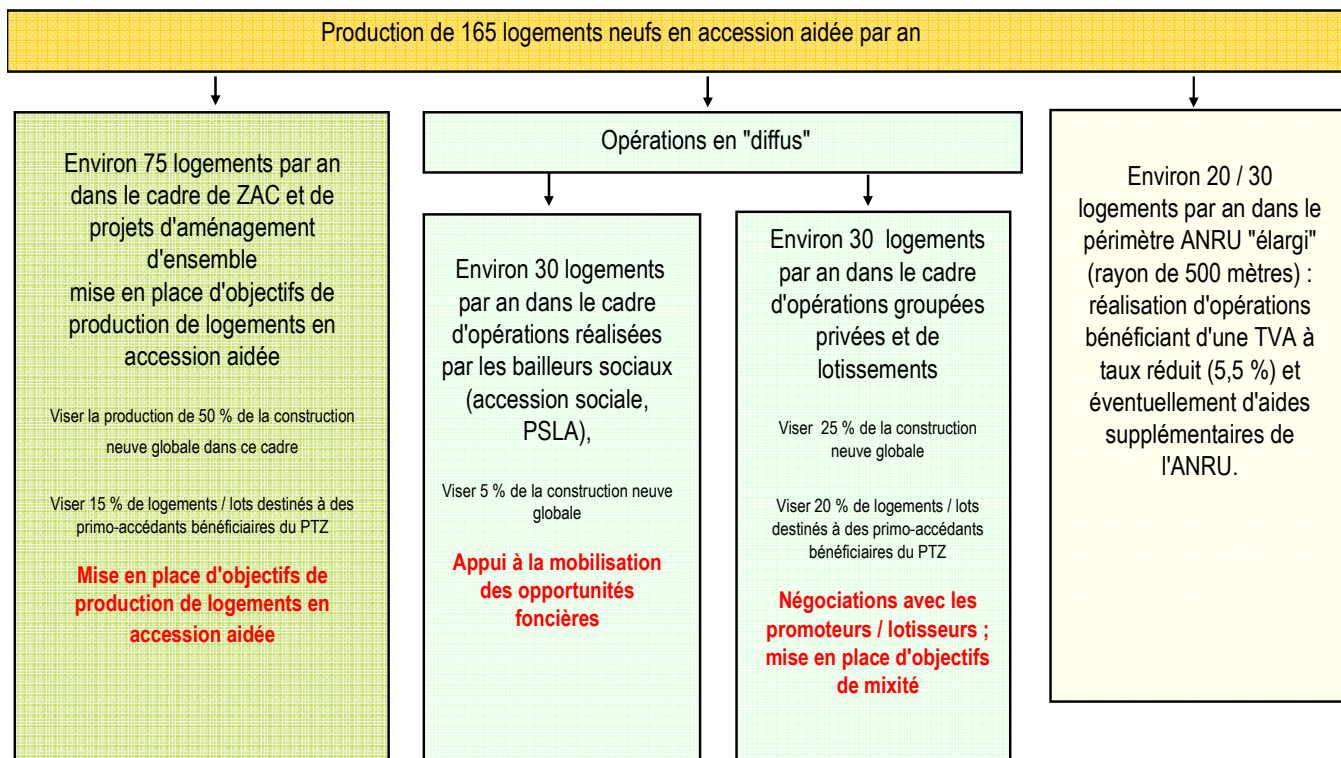 Production de 165 logements neufs en accession aidée par an
Environ 75 logements par an
dans le cadre de ZAC et de
projets d'aménagement
d'ensemble
mise en place d'objectifs de
production de logements en
accession aidée
Viser la production de 50 % de la construction
neuve globale dans ce cadre
Viser 15 % de logements / lots destinés à des
primo-accédants bénéficiaires du PTZ
Mise en place d'objectifs de
production de logements en
accession aidée
Opérations en "diffus"
Environ 30 logements
par an dans le cadre
d'opérations réalisées
par les bailleurs sociaux
(accession sociale,
PSLA),
Viser 5 % de la construction neuve
globale
Appui à la mobilisation
des opportunités
foncières
Environ 30 logements
par an dans le cadre
d'opérations groupées
privées et de
lotissements
Viser 25 % de la construction
neuve globale
Viser 20 % de logements / lots
destinés à des primo-accédants
bénéficiaires du PTZ
Négociations avec les
promoteurs / lotisseurs ;
mise en place d'objectifs
de mixité
Environ 20 / 30
logements par an dans le
périmètre ANRU "élargi"
(rayon de 500 mètres) :
réalisation d'opérations
bénéficiant d'une TVA à
taux réduit (5,5 %) et
éventuellement d'aides
supplémentaires de
l'ANRU.